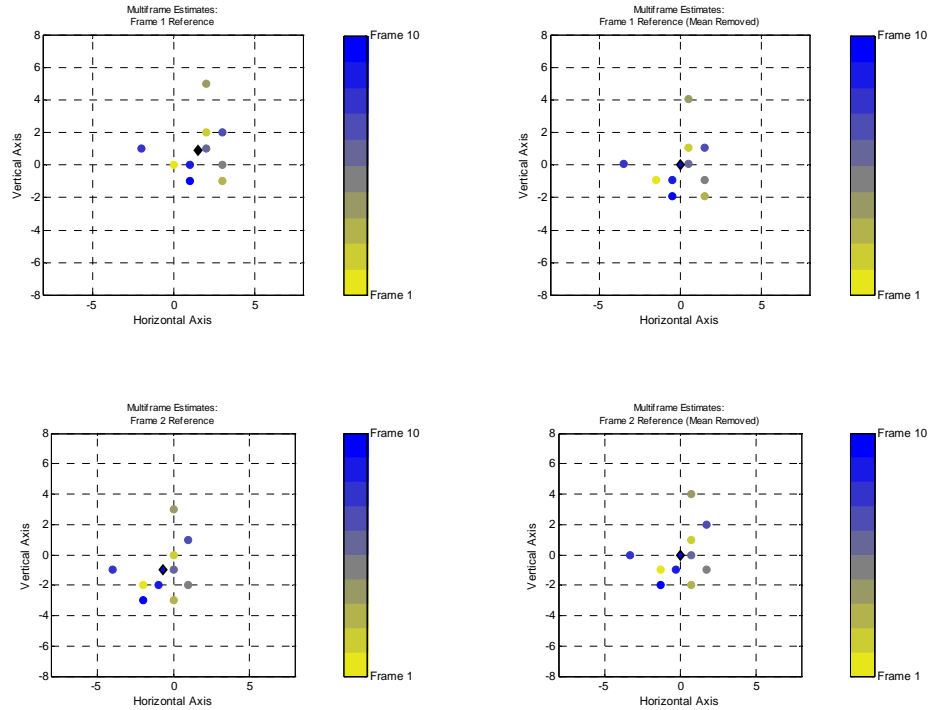 Multiframe Estimates:
Frame 1 Reference
8
6
4
2
0
-2
-4
-6
-8
-5
0
5
Vertical Axis
Horizontal Axis
Frame 10
Frame 1
Multiframe Estimates:
Frame 1 Reference (Mean Removed)
8
6
4
2
0
-2
-4
-6
-8
-5
0
5
Vertical Axis
Horizontal Axis
Frame 10
Frame 1
Multiframe Estimates:
Frame 2 Reference
8
6
4
2
0
-2
-4
-6
-8
-5
0
5
Vertical Axis
Horizontal Axis
Frame 10
Frame 1
Multiframe Estimates:
Frame 2 Reference (Mean Removed)
8
6
4
2
0
-2
-4
-6
-8
-5
0
5
Vertical Axis
Horizontal Axis
Frame 10
Frame 1